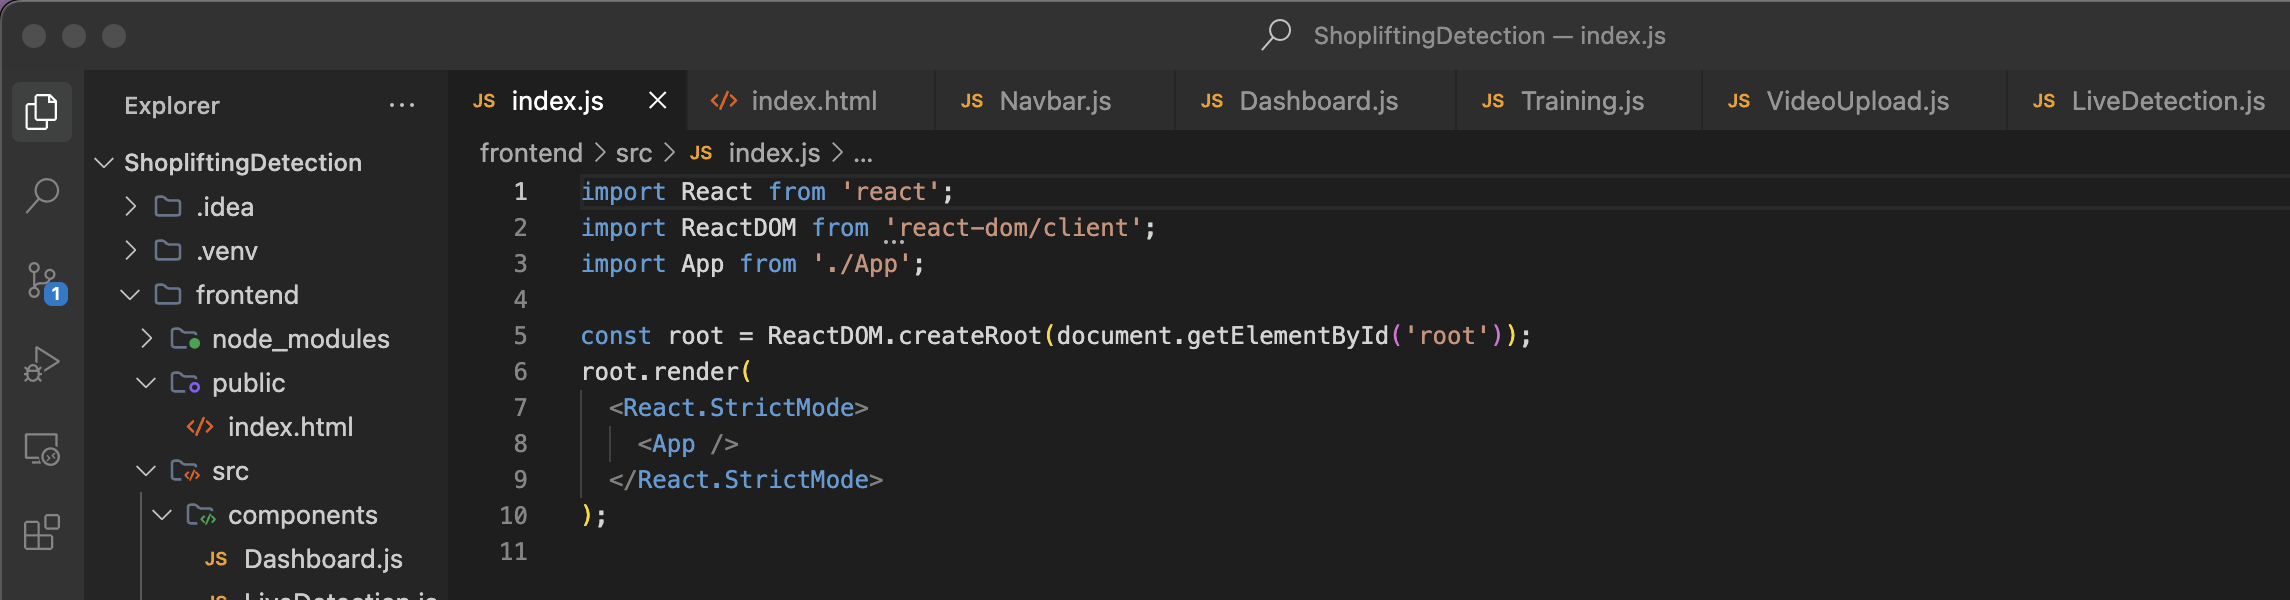 ShopliftingDetection — index.js
Explorer ...
ShopliftingDetection
.idea
.venv
frontend
node_modules
public
</> index.html
src
components
JS Dashboard.js
JS LiveDetection.js
1
JS index.js
</> index.html
JS Navbar.js
JS Dashboard.js
JS Training.js
JS VideoUpload.js
JS LiveDetection.js
frontend > src > JS index.js > ...
1 import React from 'react';
2 import ReactDOM from 'react-dom/client';
3 import App from './App';
4
5 const root = ReactDOM.createRoot(document.getElementById('root'));
6 root.render(
7 <React.StrictMode>
8 <App />
9 </React.StrictMode>
10 );
11